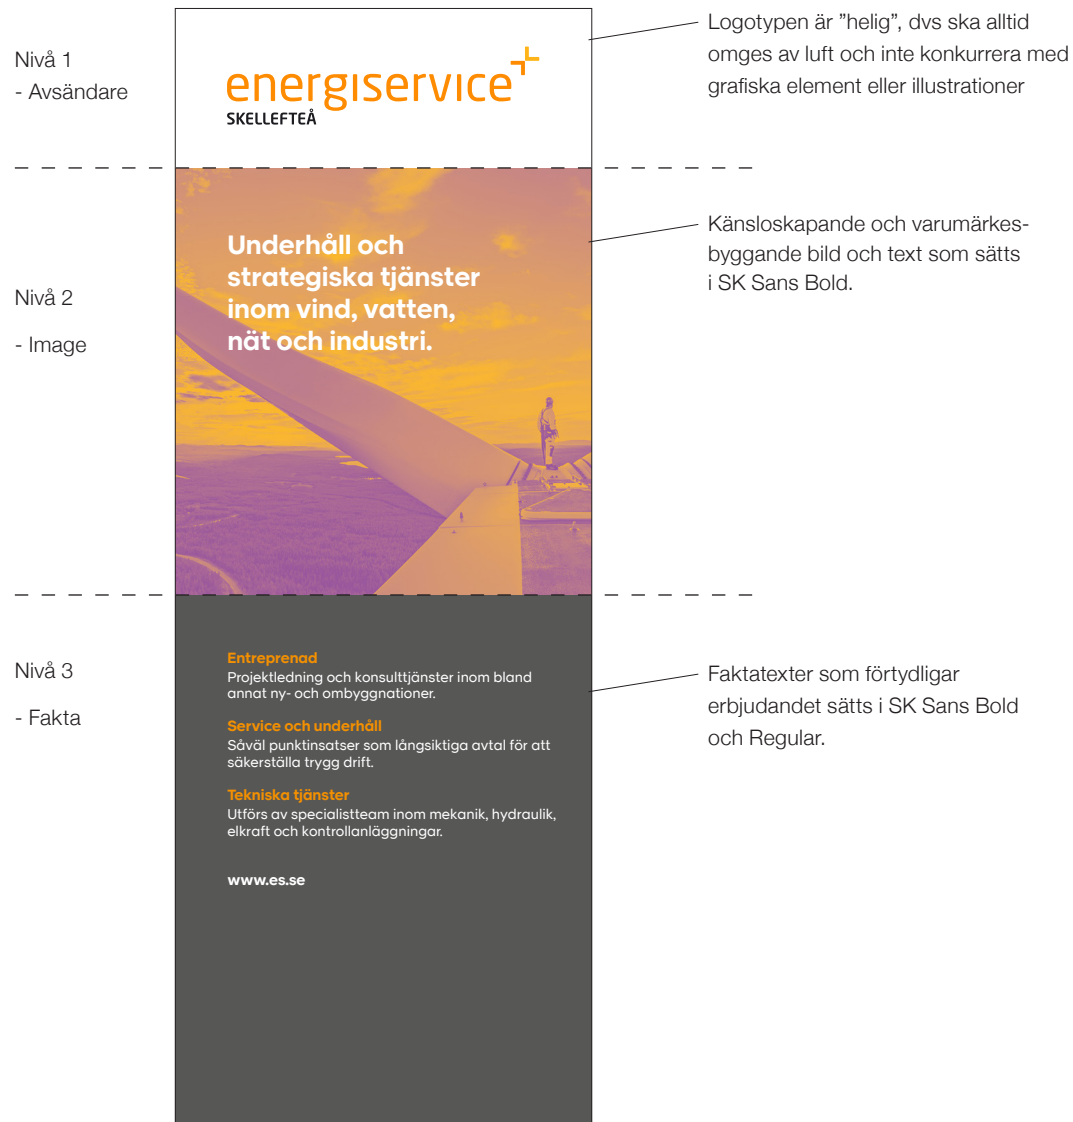 Nivå 1
- Avsändare
energiservice
SKELLEFTEÅ
Logotypen är ”helig”, dvs ska alltid
omges av luft och inte konkurrera med
grafiska element eller illustrationer
Nivå 2
- Image
Underhåll och
strategiska tjänster
inom vind, vatten,
nät och industri.
Känsloskapande och varumärkes-
byggande bild och text som sätts
i SK Sans Bold.
Nivå 3
- Fakta
Entreprenad
Projektledning och konsulttjänster inom bland
annat ny- och ombyggnationer.
Service och underhåll
Såväl punktinsatser som långsiktiga avtal för att
säkerställa trygg drift.
Tekniska tjänster
Utförs av specialistteam inom mekanik, hydraulik,
elkraft och kontrollanläggningar.
www.es.se
Faktatexter som förtydligar
erbjudandet sätts i SK Sans Bold
och Regular.